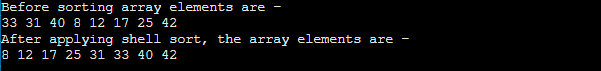 Before sorting array elements are -
33 31 40 8 12 17 25 42
After applying shell sort, the array elements are -
8 12 17 25 31 33 40 42